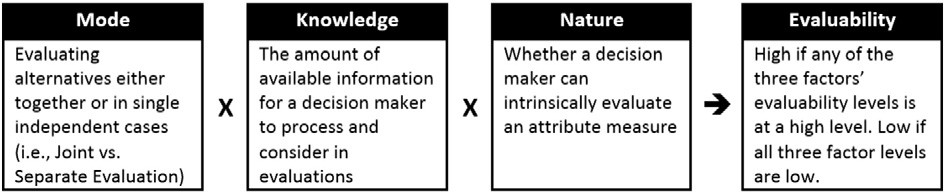 Mode
Evaluating
alternatives either
together or in single
independent cases
(i.e., Joint vs.
Separate Evaluation)
X
Knowledge
The amount of
available information
for a decision maker
to process and
consider in
evaluations
X
Nature
Whether a decision
maker can
intrinsically evaluate
an attribute measure
➔
Evaluability
High if any of the
three factors’
evaluability levels is
at a high level. Low if
all three factor levels
are low.